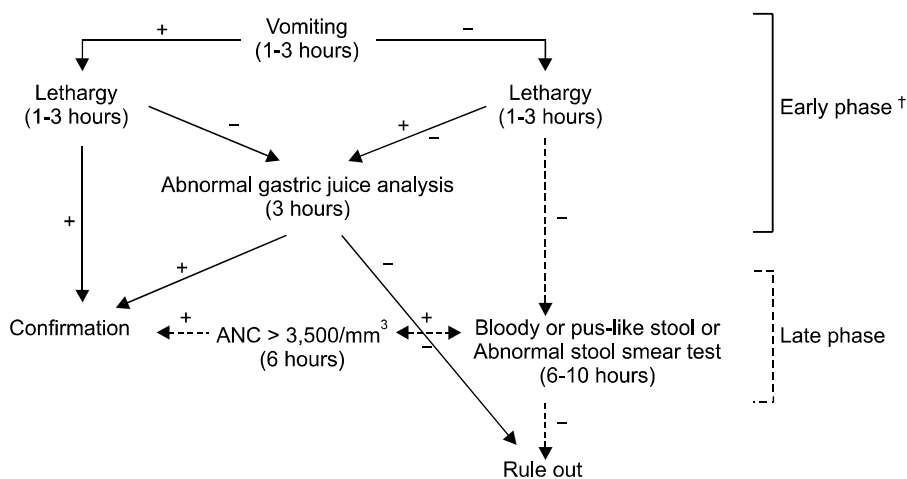 Vomiting
(1-3 hours)
+
–
Lethargy
(1-3 hours)
Lethargy
(1-3 hours)
Early phase †
–
+
–
Abnormal gastric juice analysis
(3 hours)
+
–
+
–
Confirmation
+
ANC > 3,500/mm3
(6 hours)
+
–
Bloody or pus-like stool or
Abnormal stool smear test
(6-10 hours)
Late phase
–
Rule out